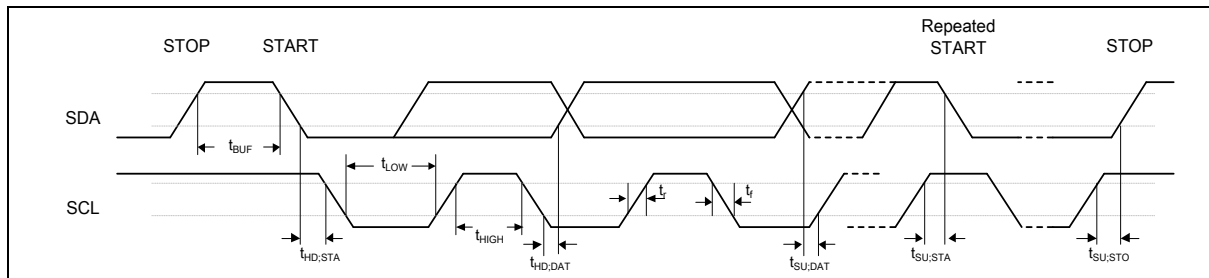 Repeated
STOP START START STOP
SDA
tBUF
tLOW
tr tf
SCL
tHIGH
tHD;STA tHD;DAT tSU;DAT tSU;STA tSU;STO